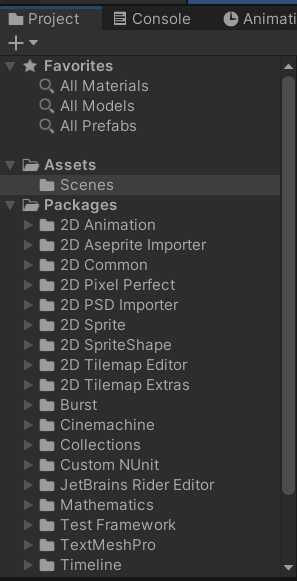 Project Console Animati
Favorites
All Materials
All Models
All Prefabs
Assets
Scenes
Packages
2D Animation
2D Aseprite Importer
2D Common
2D Pixel Perfect
2D PSD Importer
2D Sprite
2D SpriteShape
2D Tilemap Editor
2D Tilemap Extras
Burst
Cinemachine
Collections
Custom NUnit
JetBrains Rider Editor
Mathematics
Test Framework
TextMeshPro
Timeline